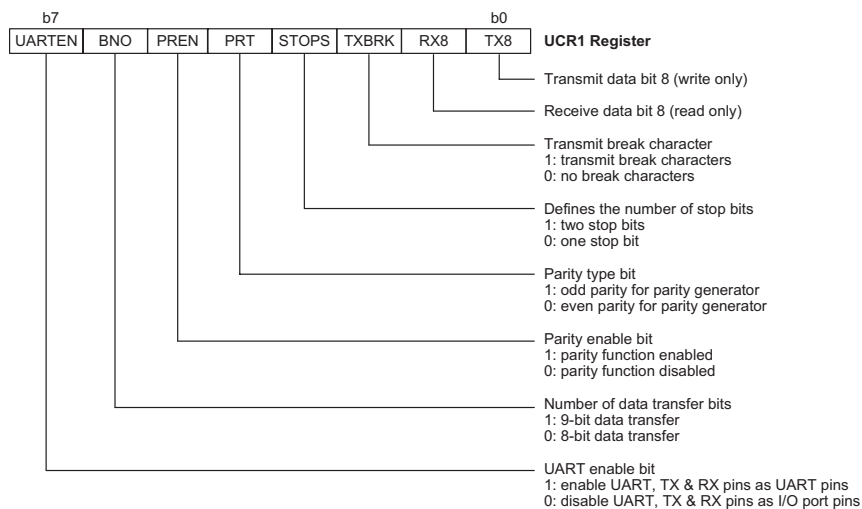 b7 b0
UARTEN BNO PREN PRT STOPS TXBRK RX8 TX8 UCR1 Register
Transmit data bit 8 (write only)
Receive data bit 8 (read only)
Transmit break character
1: transmit break characters
0: no break characters
Defines the number of stop bits
1: two stop bits
0: one stop bit
Parity type bit
1: odd parity for parity generator
0: even parity for parity generator
Parity enable bit
1: parity function enabled
0: parity function disabled
Number of data transfer bits
1: 9-bit data transfer
0: 8-bit data transfer
UART enable bit
1: enable UART, TX & RX pins as UART pins
0: disable UART, TX & RX pins as I/O port pins